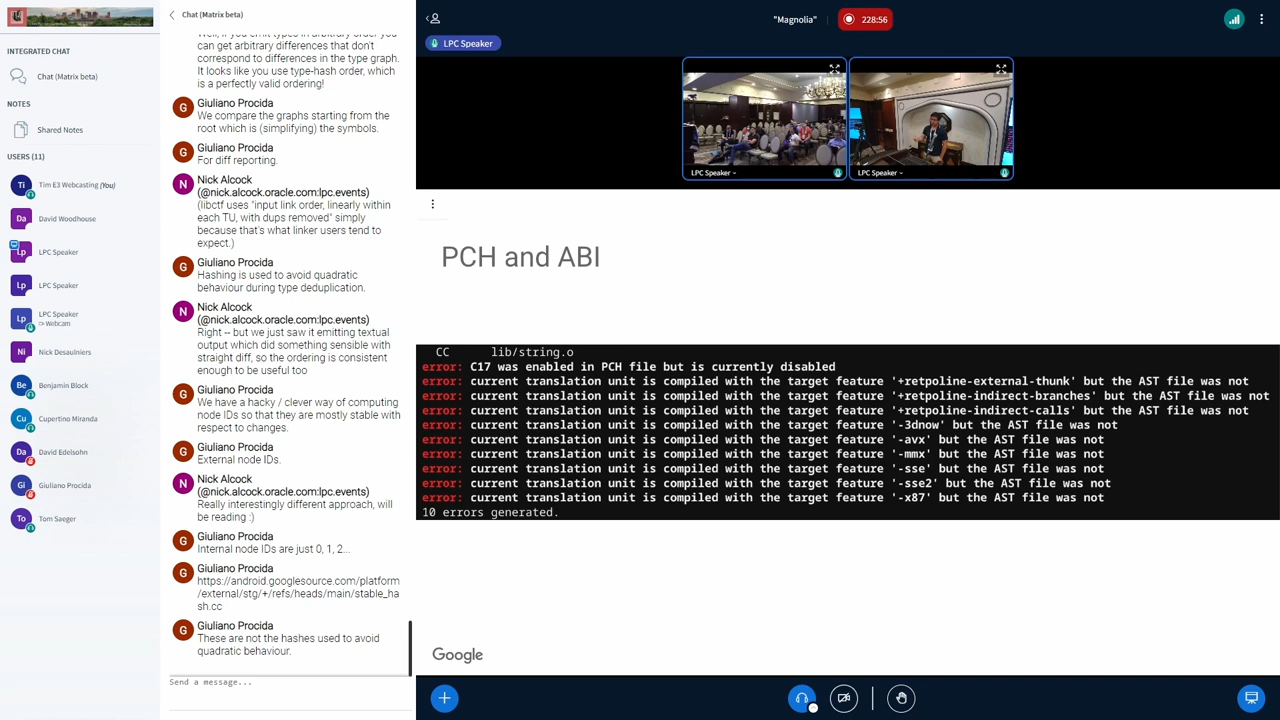 Chat (Matrix beta)
"Magnolia"
228:56
LPC Speaker
INTEGRATED CHAT
Chat (Matrix beta)
NOTES
Shared Notes
USERS (11)
Ti
Tim E3 Webcasting (You)
Da
David Woodhouse
Lp
LPC Speaker
Lp
LPC Speaker
Lp
LPC Speaker
Webcam
Ni
Nick Desaulniers
Be
Benjamin Block
Cu
Cupertino Miranda
Da
David Edelsohn
Gi
Giuliano Procida
To
Tom Saeger
Well, if you emit types in arbitrary order you
can get arbitrary differences that don't
correspond to differences in the type graph.
It looks like you use type-hash order, which
is a perfectly valid ordering!
G
Giuliano Procida
We compare the graphs starting from the
root which is (simplifying) the symbols.
G
Giuliano Procida
For diff reporting.
N
Nick Alcock
(@nick.alcock.oracle.com:lpc.events)
(libctf uses "input link order, linearly within
each TU, with dups removed" simply
because that's what linker users tend to
expect.)
G
Giuliano Procida
Hashing is used to avoid quadratic
behaviour during type deduplication.
N
Nick Alcock
(@nick.alcock.oracle.com:lpc.events)
Right -- but we just saw it emitting textual
output which did something sensible with
straight diff, so the ordering is consistent
enough to be useful too
G
Giuliano Procida
We have a hacky / clever way of computing
node IDs so that they are mostly stable with
respect to changes.
G
Giuliano Procida
External node IDs.
N
Nick Alcock
(@nick.alcock.oracle.com:lpc.events)
Really interestingly different approach, will
be reading :)
G
Giuliano Procida
Internal node IDs are just 0, 1, 2...
G
Giuliano Procida
https://android.googlesource.com/platform
/external/stg/+/refs/heads/main/stable_ha
sh.cc
G
Giuliano Procida
These are not the hashes used to avoid
quadratic behaviour.
Send a message...
LPC Speaker
LPC Speaker
PCH and ABI
CC lib/string.o
error: C17 was enabled in PCH file but is currently disabled
error: current translation unit is compiled with the target feature '+retpoline-external-thunk' but the AST file was not
error: current translation unit is compiled with the target feature '+retpoline-indirect-branches' but the AST file was not
error: current translation unit is compiled with the target feature '+retpoline-indirect-calls' but the AST file was not
error: current translation unit is compiled with the target feature '-3dnow' but the AST file was not
error: current translation unit is compiled with the target feature '-avx' but the AST file was not
error: current translation unit is compiled with the target feature '-mmx' but the AST file was not
error: current translation unit is compiled with the target feature '-sse' but the AST file was not
error: current translation unit is compiled with the target feature '-sse2' but the AST file was not
error: current translation unit is compiled with the target feature '-x87' but the AST file was not
10 errors generated.
Google